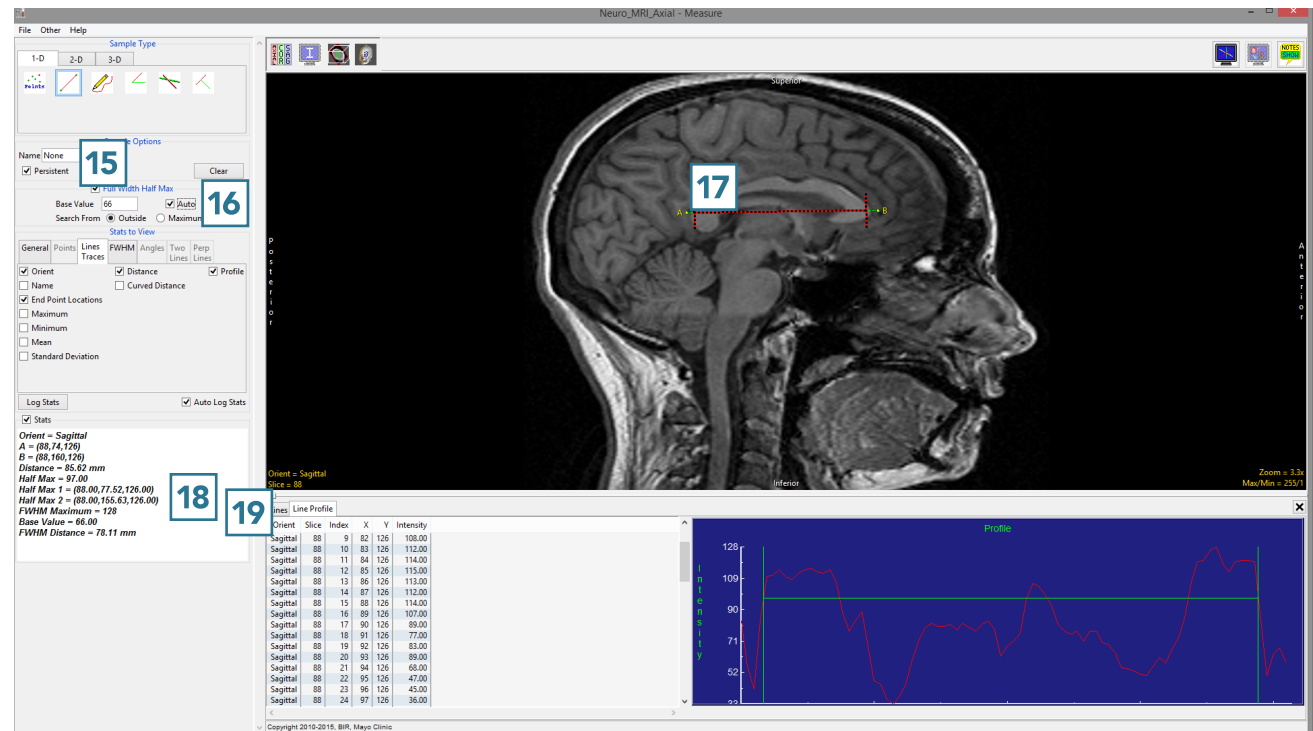 Neuro_MRI_Axial - Measure
File Other Help
Sample Type
1-D 2-D 3-D
Points
Options
Name None
Persistent
Clear
15
Full Width Half Max
16
Base Value 66 Auto
Search From Outside Maximum
Stats to View
General Points Lines Traces FWHM Angles Two Lines Perp Lines
Orient Distance Profile
Name Curved Distance
End Point Locations
Maximum
Minimum
Mean
Standard Deviation
Log Stats Auto Log Stats
Stats
Orient = Sagittal
A = (88,74,126)
B = (88,160,126)
Distance = 85.62 mm
Half Max = 97.00
Half Max 1 = (88.00,77.52,126.00)
Half Max 2 = (88.00,155.63,126.00)
FWHM Maximum = 128
Base Value = 66.00
FWHM Distance = 78.11 mm
18
19
NOTES
SHOW
Superior
17
A
B
Posterior
Anterior
Orient = Sagittal
Slice = 88
Inferior
Zoom = 3.3x
Max/Min = 255/1
Line Profile
Orient Slice Index X Y Intensity
Sagittal 88 9 82 126 108.00
Sagittal 88 10 83 126 112.00
Sagittal 88 11 84 126 114.00
Sagittal 88 12 85 126 115.00
Sagittal 88 13 86 126 113.00
Sagittal 88 14 87 126 112.00
Sagittal 88 15 88 126 114.00
Sagittal 88 16 89 126 107.00
Sagittal 88 17 90 126 89.00
Sagittal 88 18 91 126 77.00
Sagittal 88 19 92 126 83.00
Sagittal 88 20 93 126 89.00
Sagittal 88 21 94 126 68.00
Sagittal 88 22 95 126 47.00
Sagittal 88 23 96 126 45.00
Sagittal 88 24 97 126 36.00
Profile
Intensity
128
109
90
71
52
Copyright 2010-2015, BIR, Mayo Clinic